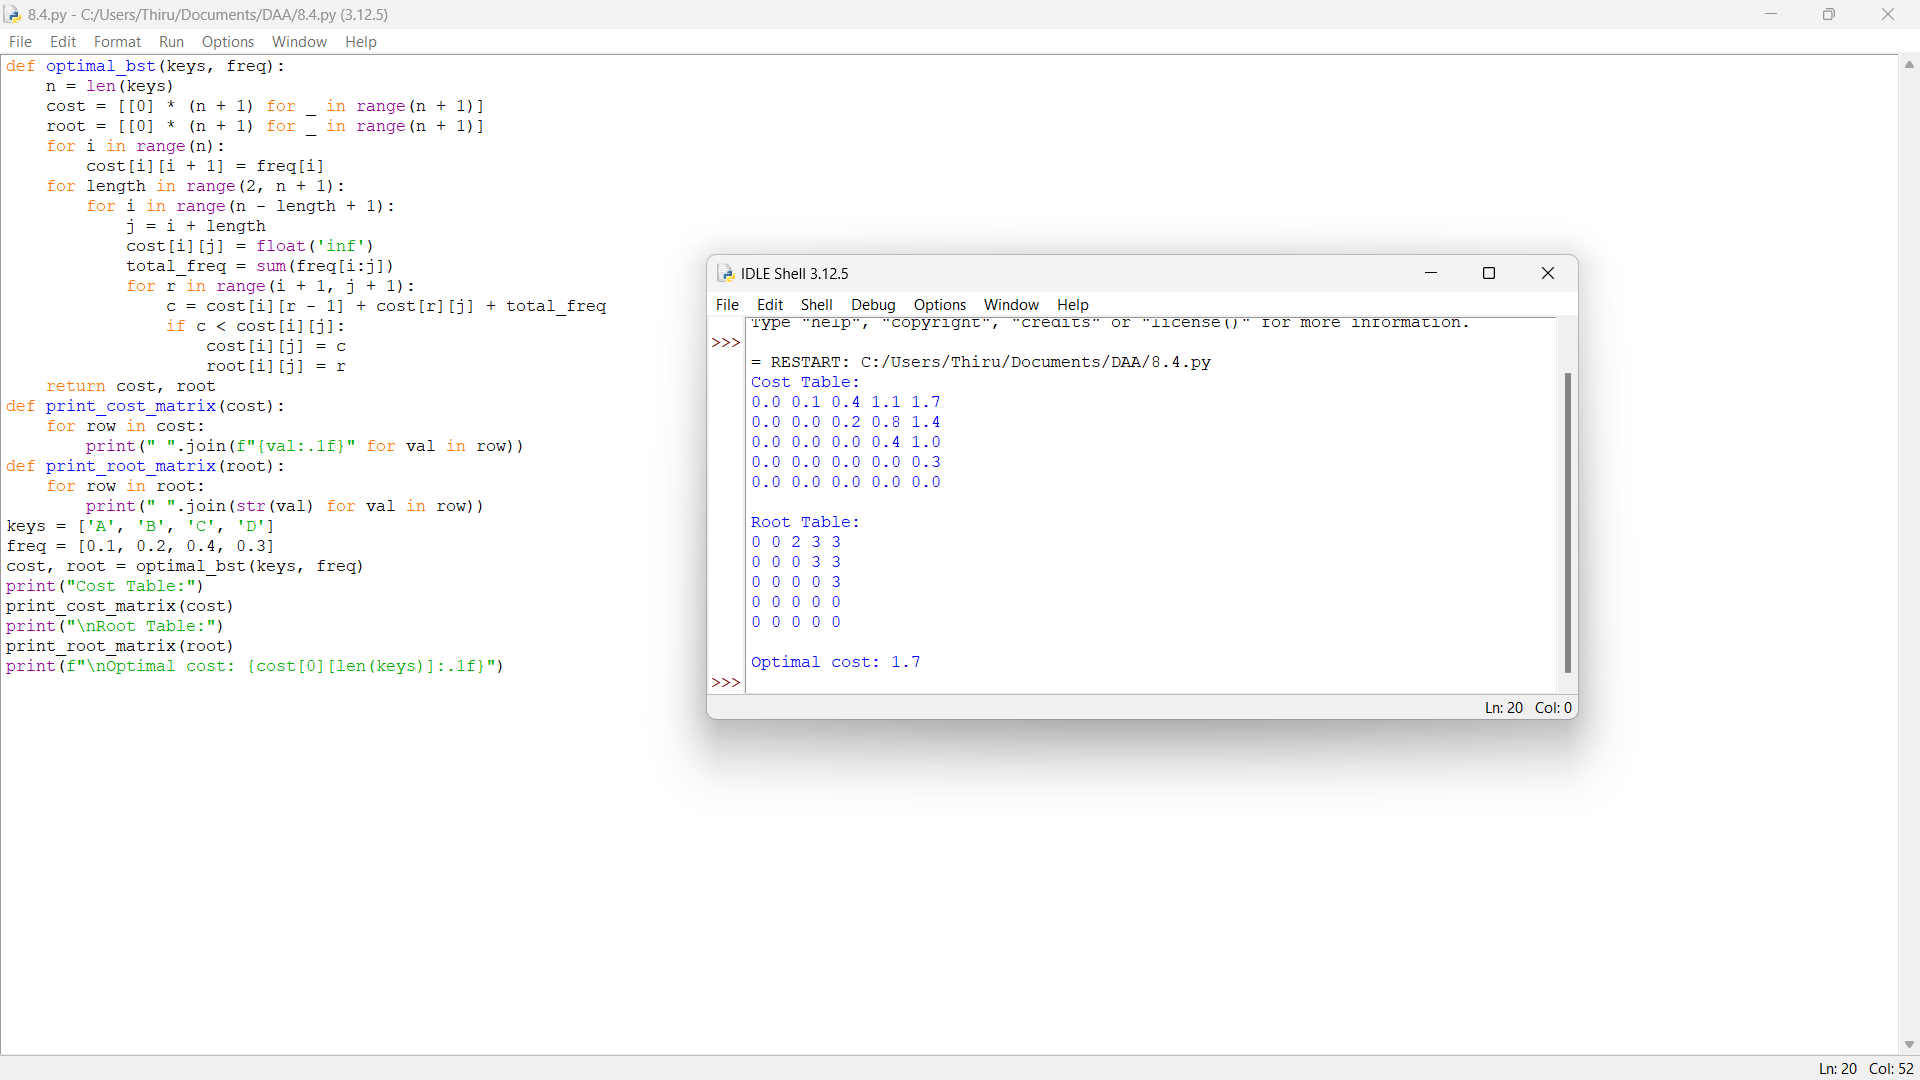 8.4.py - C:/Users/Thiru/Documents/DAA/8.4.py (3.12.5)
File Edit Format Run Options Window Help
def optimal_bst(keys, freq):
    n = len(keys)
    cost = [[0] * (n + 1) for _ in range(n + 1)]
    root = [[0] * (n + 1) for _ in range(n + 1)]
    for i in range(n):
        cost[i][i + 1] = freq[i]
    for length in range(2, n + 1):
        for i in range(n - length + 1):
            j = i + length
            cost[i][j] = float('inf')
            total_freq = sum(freq[i:j])
            for r in range(i + 1, j + 1):
                c = cost[i][r - 1] + cost[r][j] + total_freq
                if c < cost[i][j]:
                    cost[i][j] = c
                    root[i][j] = r
    return cost, root
def print_cost_matrix(cost):
    for row in cost:
        print(" ".join(f"{val:.1f}" for val in row))
def print_root_matrix(root):
    for row in root:
        print(" ".join(str(val) for val in row))
keys = ['A', 'B', 'C', 'D']
freq = [0.1, 0.2, 0.4, 0.3]
cost, root = optimal_bst(keys, freq)
print("Cost Table:")
print_cost_matrix(cost)
print("\nRoot Table:")
print_root_matrix(root)
print(f"\nOptimal cost: {cost[0][len(keys)]:.1f}")
IDLE Shell 3.12.5
File Edit Shell Debug Options Window Help
Type "help", "copyright", "credits" or "license()" for more information.
>>>
= RESTART: C:/Users/Thiru/Documents/DAA/8.4.py
Cost Table:
0.0 0.1 0.4 1.1 1.7
0.0 0.0 0.2 0.8 1.4
0.0 0.0 0.0 0.4 1.0
0.0 0.0 0.0 0.0 0.3
0.0 0.0 0.0 0.0 0.0
Root Table:
0 0 2 3 3
0 0 0 3 3
0 0 0 0 3
0 0 0 0 0
0 0 0 0 0
Optimal cost: 1.7
>>>
Ln: 20 Col: 0
Ln: 20 Col: 52